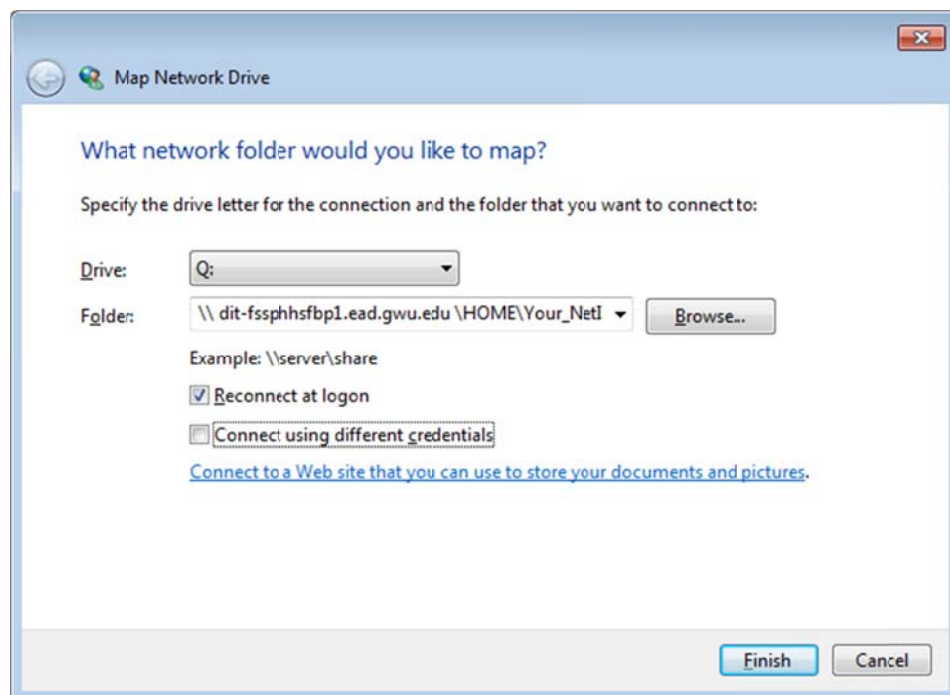 Map Network Drive
What network folder would you like to map?
Specify the drive letter for the connection and the folder that you want to connect to:
Drive: Q:
Folder: \\ dit-fssphhsfbp1.ead.gwu.edu \HOME\Your_NetI Browse...
Example: \\server\share
Reconnect at logon
Connect using different credentials
Connect to a Web site that you can use to store your documents and pictures.
Finish Cancel